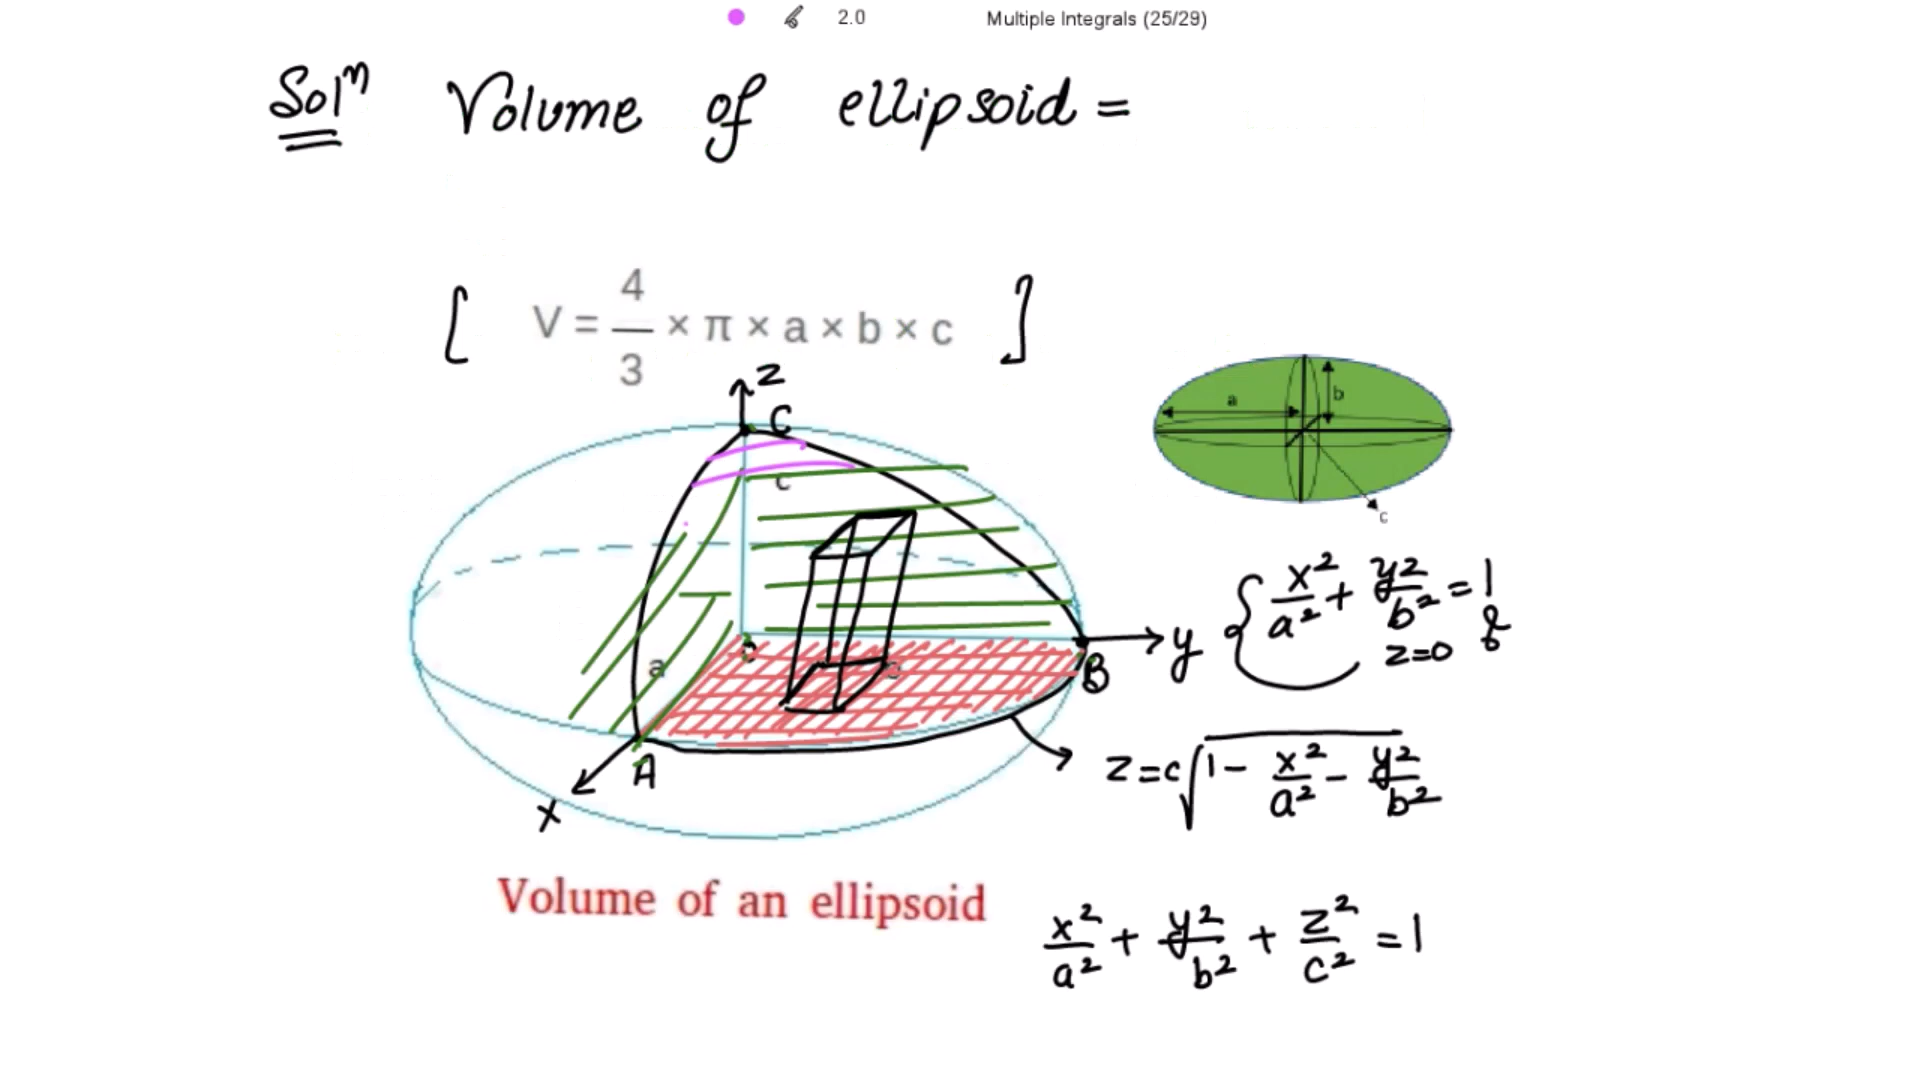 2.0 Multiple Integrals (25/29)
Solⁿ Volume of ellipsoid =
[ V = 4/3 × π × a × b × c ]
z
C
c
a
b
c
a
y
B
A
x
{ x²/a² + y²/b² = 1 &
z=0
z = c√(1 - x²/a² - y²/b²)
Volume of an ellipsoid
x²/a² + y²/b² + z²/c² = 1